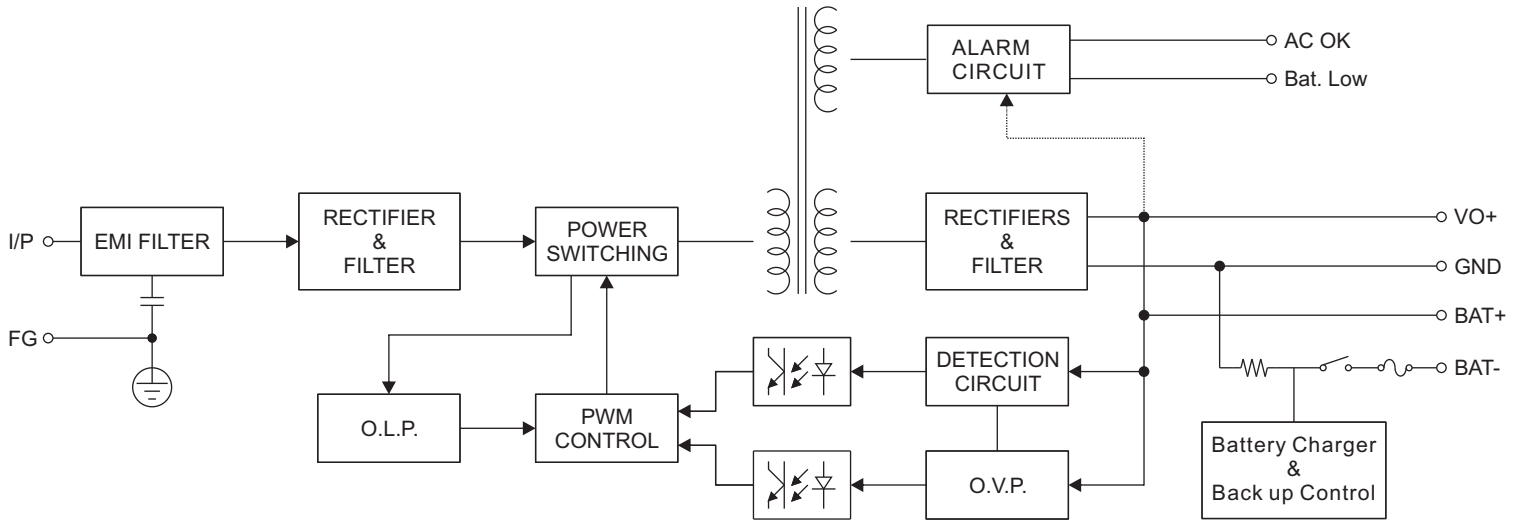 ALARM
CIRCUIT
AC OK
Bat. Low
I/P
EMI FILTER
RECTIFIER
&
FILTER
POWER
SWITCHING
RECTIFIERS
&
FILTER
VO+
GND
BAT+
BAT-
FG
O.L.P.
PWM
CONTROL
DETECTION
CIRCUIT
O.V.P.
Battery Charger
&
Back up Control